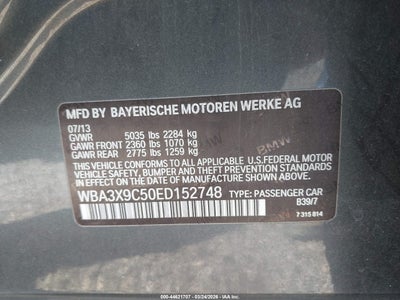 MFD BY BAYERISCHE MOTOREN WERKE AG
07/13
GVWR 5035 lbs 2284 kg
GAWR FRONT 2360 lbs 1070 kg
GAWR REAR 2775 lbs 1259 kg
THIS VEHICLE CONFORMS TO ALL APPLICABLE U.S.FEDERAL MOTOR
VEHICLE SAFETY, BUMPER, AND THEFT PREVENTION STANDARDS IN
EFFECT ON THE DATE OF MANUFACTURE SHOWN ABOVE.
WBA3X9C50ED152748 TYPE: PASSENGER CAR
B39/7
7 315 814
000-44621707 - 03/24/2026 - IAA, Inc.